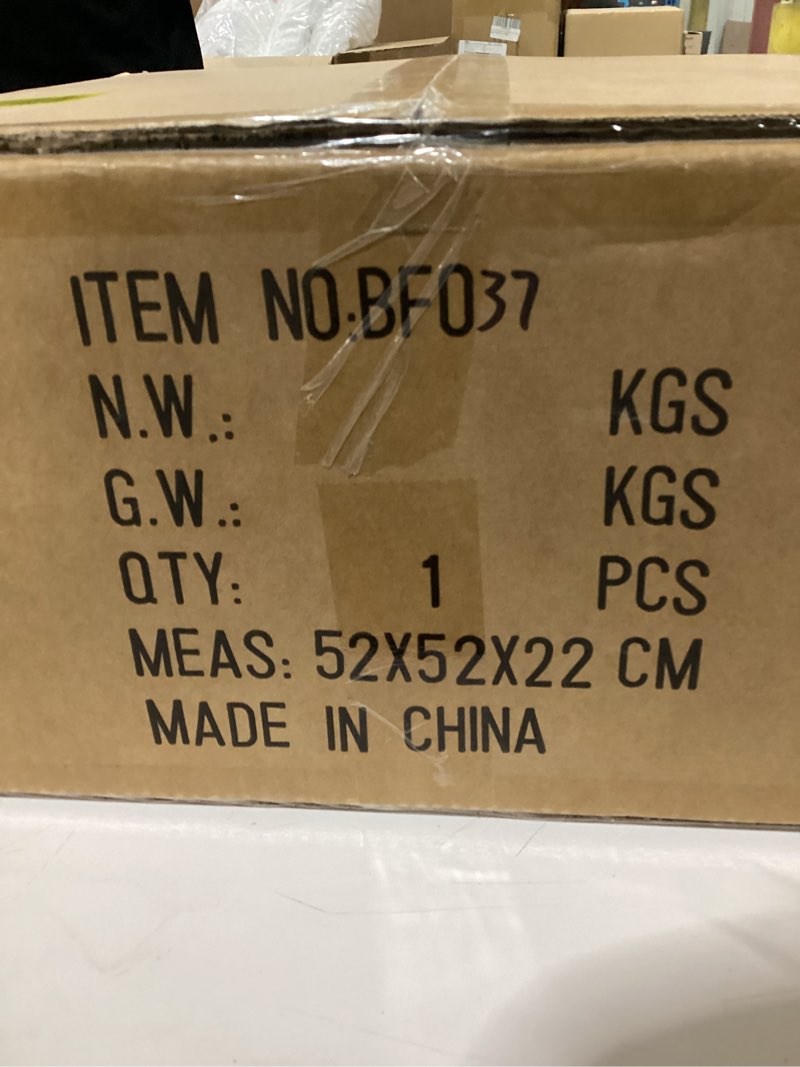 ITEM NO.:BF037
N.W.: KGS
G.W.: KGS
QTY: 1 PCS
MEAS: 52X52X22 CM
MADE IN CHINA